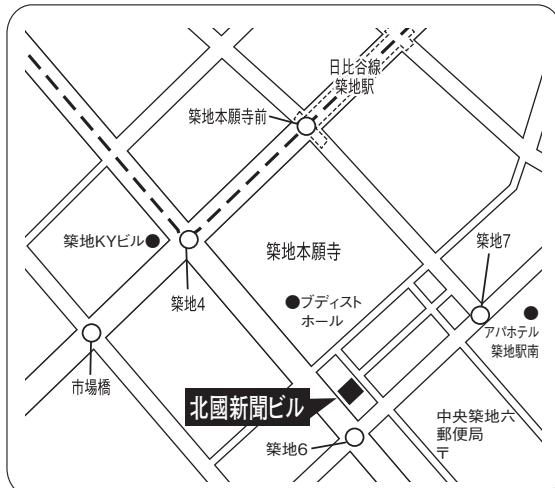 日比谷線
築地駅
築地本願寺前
築地KYビル
築地本願寺
築地7
築地4
ブディスト
ホール
アパホテル
築地駅南
市場橋
北國新聞ビル
中央築地六
郵便局
〒
築地6